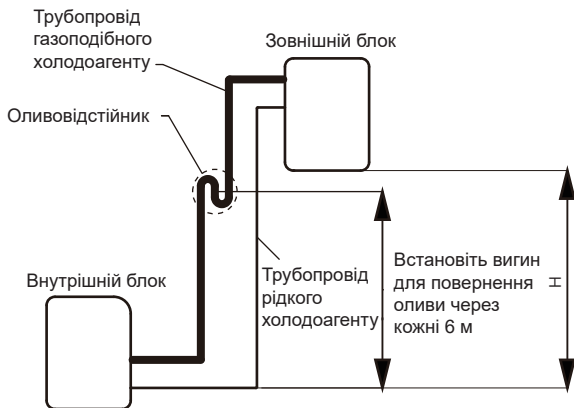 Трубопровід
газоподібного
холодоагенту
Зовнішній блок
Оливовідстійник
Внутрішній блок
Трубопровід
рідкого
холодоагенту
Встановіть вигин
для повернення
оливи через
кожні 6 м
H